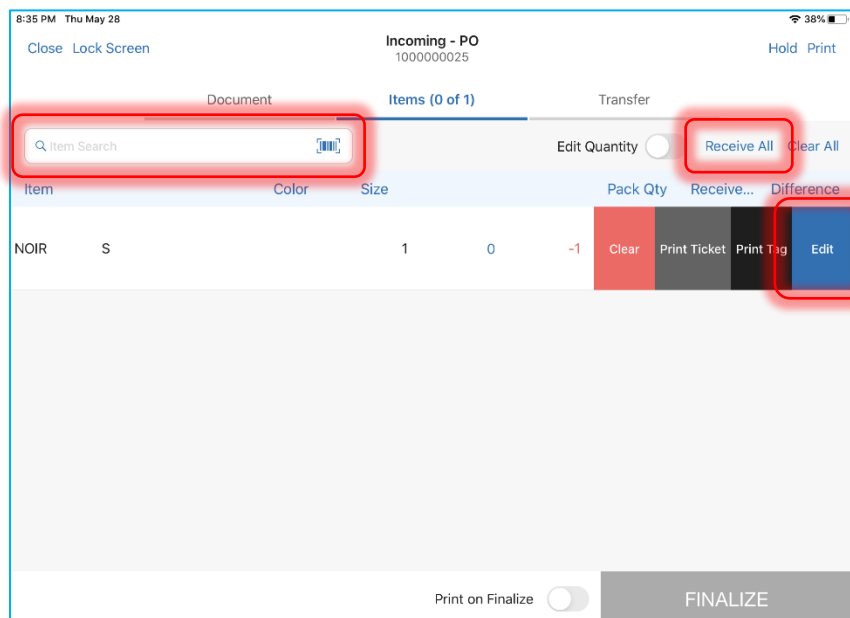 8:35 PM Thu May 28 38%
Close Lock Screen Incoming - PO Hold Print
1000000025
Document Items (0 of 1) Transfer
Item Search Edit Quantity Receive All Clear All
Item Color Size Pack Qty Receive... Difference
NOIR S 1 0 -1 Clear Print Ticket Print Tag Edit
Print on Finalize FINALIZE